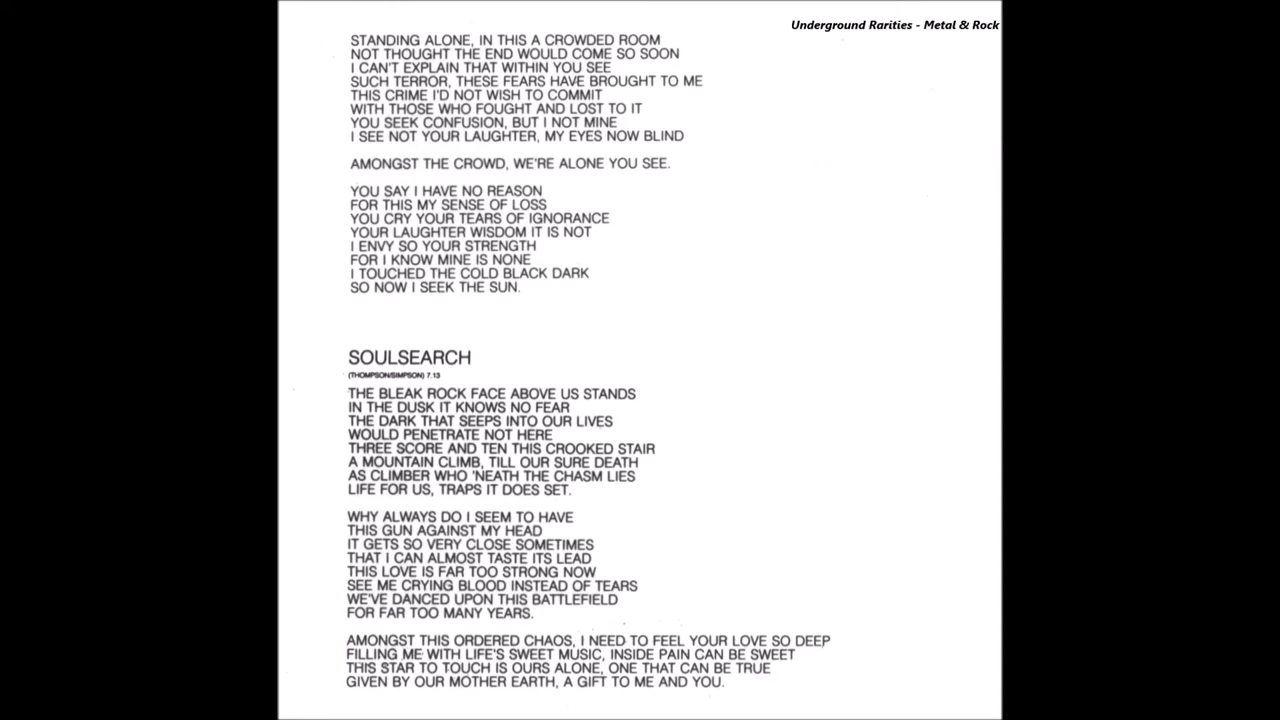 Underground Rarities - Metal & Rock
STANDING ALONE, IN THIS A CROWDED ROOM
NOT THOUGHT THE END WOULD COME SO SOON
I CAN'T EXPLAIN THAT WITHIN YOU SEE
SUCH TERROR, THESE FEARS HAVE BROUGHT TO ME
THIS CRIME I'D NOT WISH TO COMMIT
WITH THOSE WHO FOUGHT AND LOST TO IT
YOU SEEK CONFUSION, BUT I NOT MINE
I SEE NOT YOUR LAUGHTER, MY EYES NOW BLIND
AMONGST THE CROWD, WE'RE ALONE YOU SEE.
YOU SAY I HAVE NO REASON
FOR THIS MY SENSE OF LOSS
YOU CRY YOUR TEARS OF IGNORANCE
YOUR LAUGHTER WISDOM IT IS NOT
I ENVY SO YOUR STRENGTH
FOR I KNOW MINE IS NONE
I TOUCHED THE COLD BLACK DARK
SO NOW I SEEK THE SUN.
SOULSEARCH
(THOMPSON/SIMPSON) 7.13
THE BLEAK ROCK FACE ABOVE US STANDS
IN THE DUSK IT KNOWS NO FEAR
THE DARK THAT SEEPS INTO OUR LIVES
WOULD PENETRATE NOT HERE
THREE SCORE AND TEN THIS CROOKED STAIR
A MOUNTAIN CLIMB, TILL OUR SURE DEATH
AS CLIMBER WHO 'NEATH THE CHASM LIES
LIFE FOR US, TRAPS IT DOES SET.
WHY ALWAYS DO I SEEM TO HAVE
THIS GUN AGAINST MY HEAD
IT GETS SO VERY CLOSE SOMETIMES
THAT I CAN ALMOST TASTE ITS LEAD
THIS LOVE IS FAR TOO STRONG NOW
SEE ME CRYING BLOOD INSTEAD OF TEARS
WE'VE DANCED UPON THIS BATTLEFIELD
FOR FAR TOO MANY YEARS.
AMONGST THIS ORDERED CHAOS, I NEED TO FEEL YOUR LOVE SO DEEP
FILLING ME WITH LIFE'S SWEET MUSIC, INSIDE PAIN CAN BE SWEET
THIS STAR TO TOUCH IS OURS ALONE, ONE THAT CAN BE TRUE
GIVEN BY OUR MOTHER EARTH, A GIFT TO ME AND YOU.